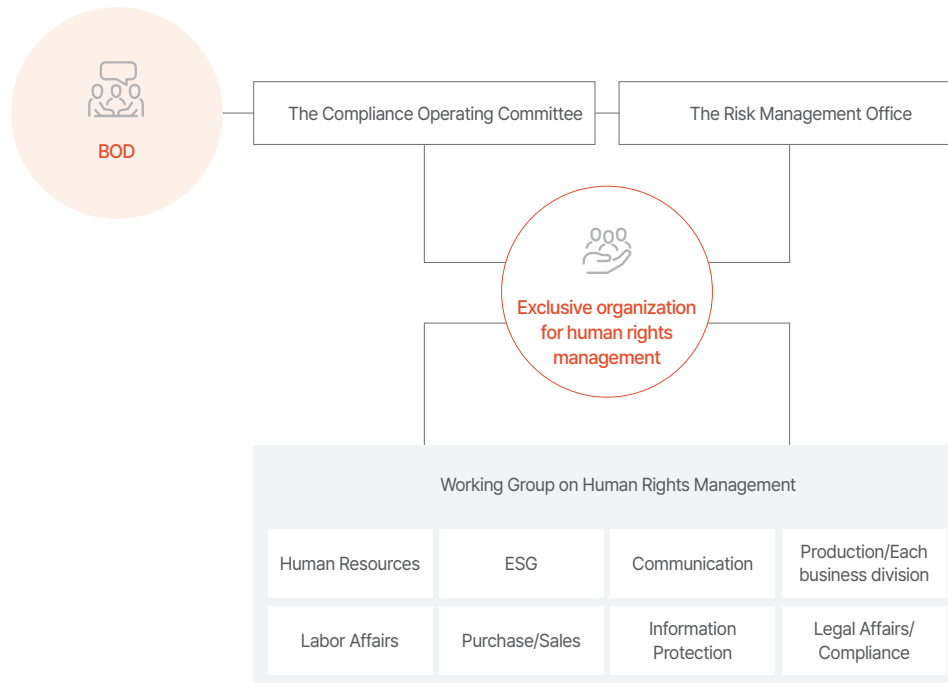 BOD
The Compliance Operating Committee
The Risk Management Office
Exclusive organization
for human rights
management
Working Group on Human Rights Management
Human Resources
ESG
Communication
Production/Each
business division
Labor Affairs
Purchase/Sales
Information
Protection
Legal Affairs/
Compliance